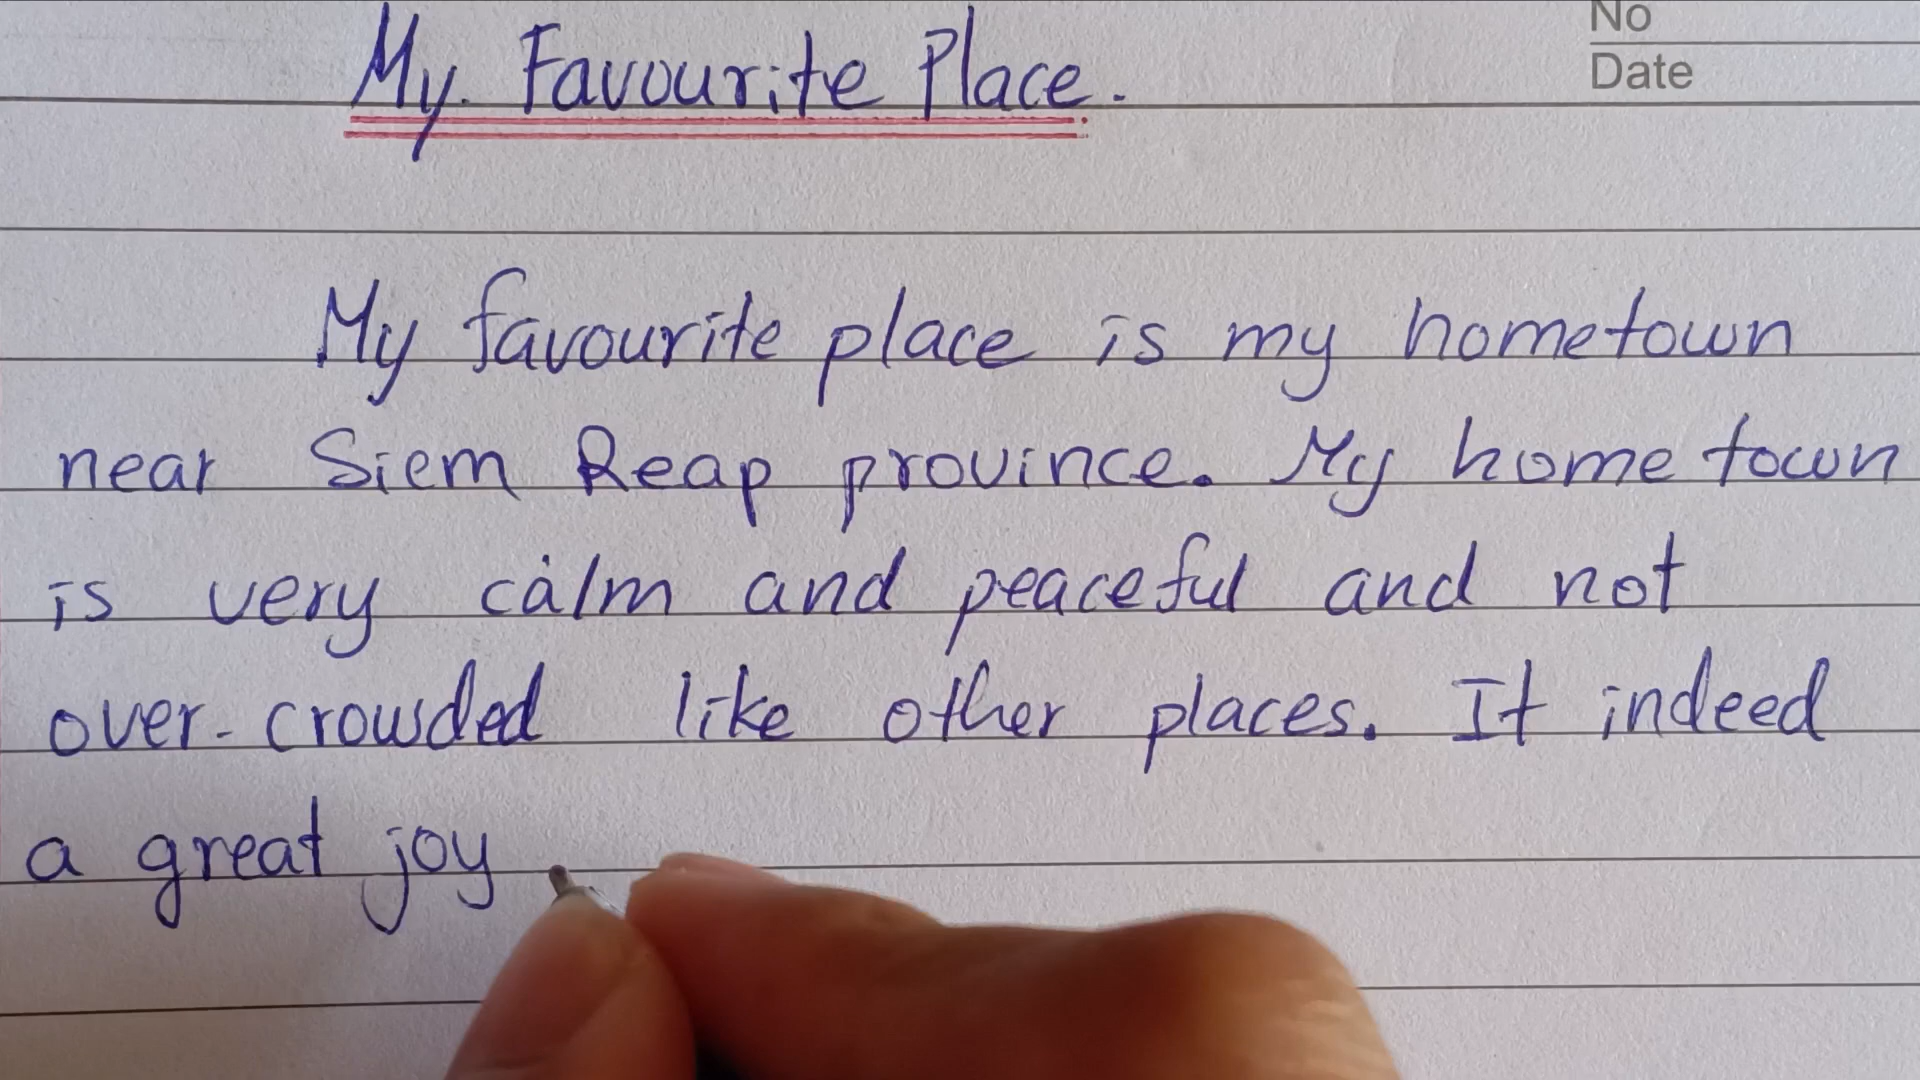 No
Date
My Favourite Place.
My favourite place is my hometown
near Siem Reap province. My home town
is very calm and peaceful and not
over-crowded like other places. It indeed
a great joy